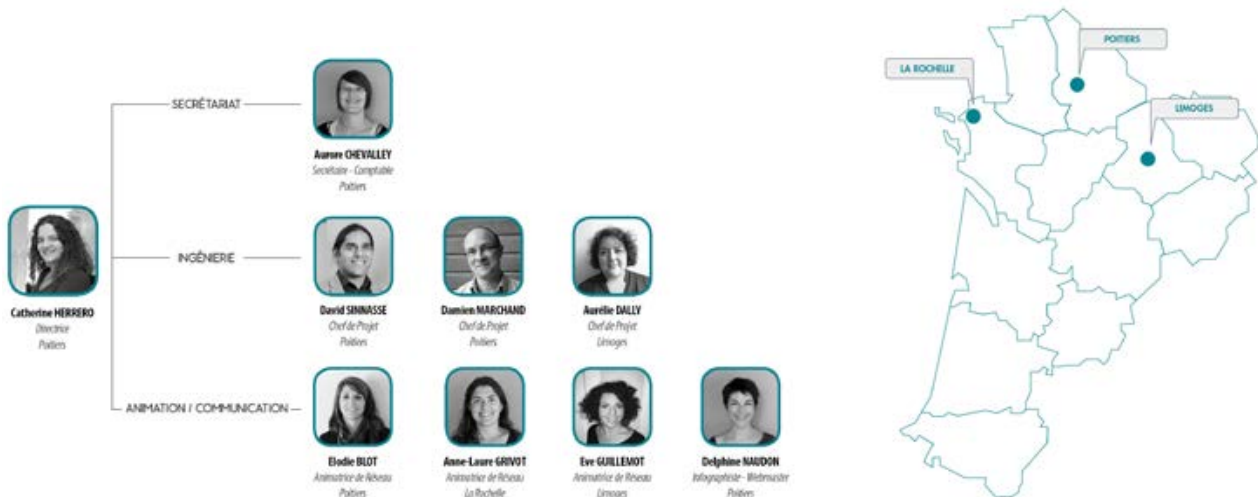 SECRÉTARIAT
Aurore CHEVALLEY
Secrétaire - Comptable
Poitiers
Catherine HERRERO
Directrice
Poitiers
INGÉNIERIE
David SINNASSE
Chef de Projet
Poitiers
Damien MARCHAND
Chef de Projet
Poitiers
Aurélie DALLY
Chef de Projet
Limoges
ANIMATION / COMMUNICATION
Elodie BLOT
Animatrice de Réseau
Poitiers
Anne-Laure GRIVOT
Animatrice de Réseau
La Rochelle
Eve GUILLEMOT
Animatrice de Réseau
Limoges
Delphine NAUDON
Infographiste - Webmaster
Poitiers
POITIERS
LA ROCHELLE
LIMOGES